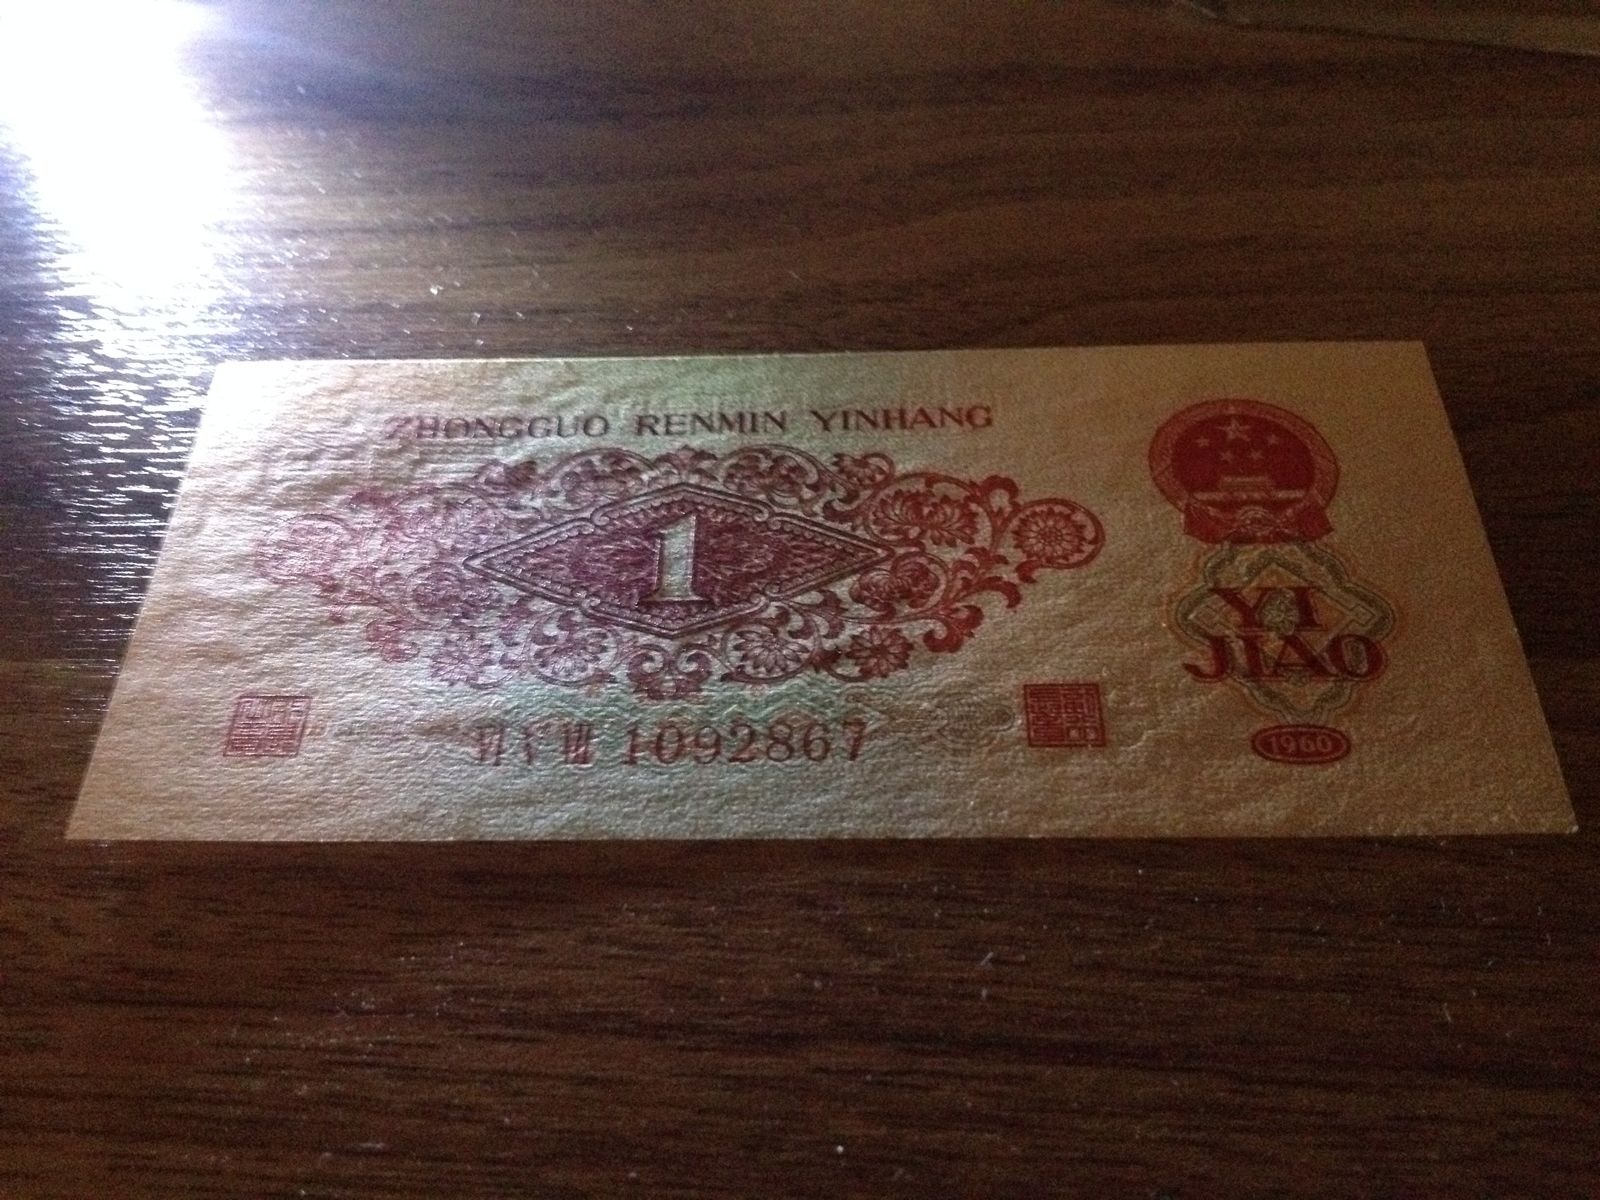 ZHONGGUO RENMIN YINHANG
1
YI
JIAO
1092867
1960